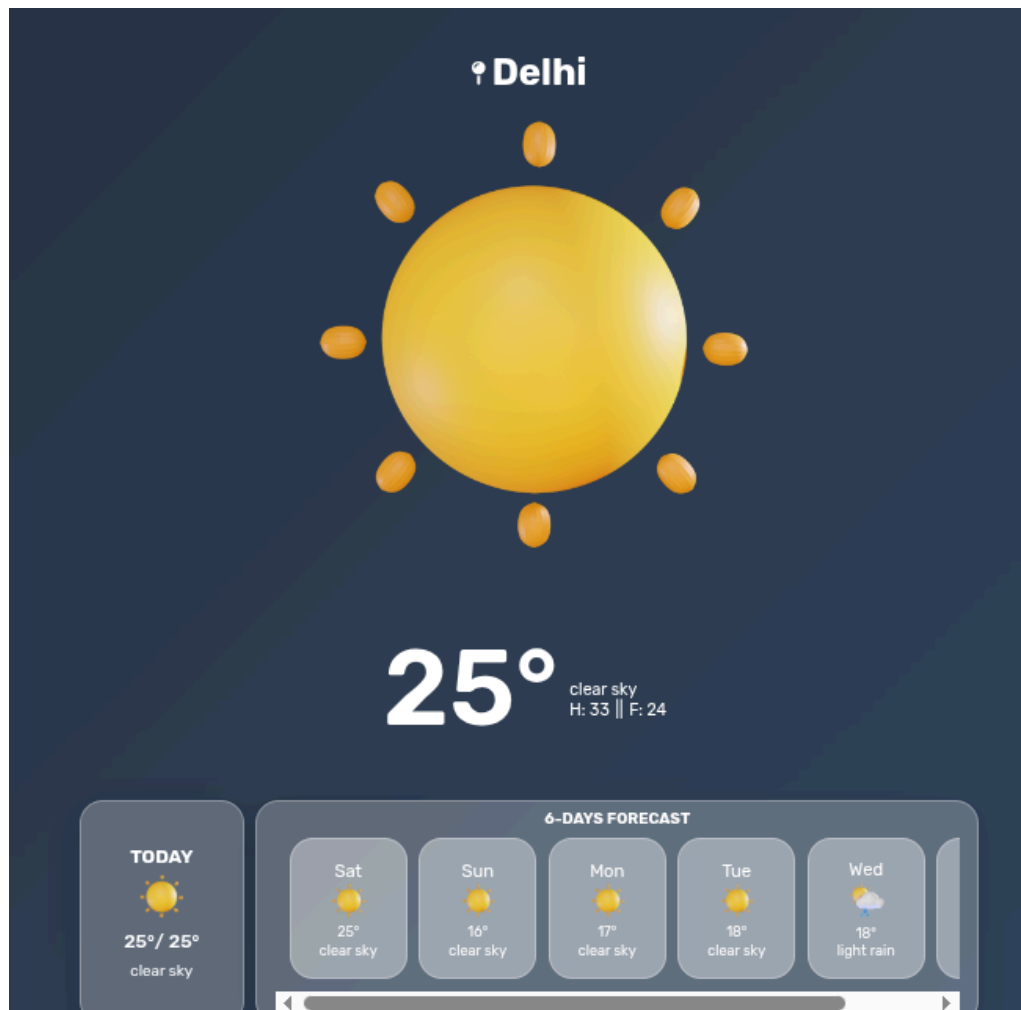 Delhi
25°
clear sky
H: 33 || F: 24
TODAY
25°/ 25°
clear sky
6-DAYS FORECAST
Sat
25°
clear sky
Sun
16°
clear sky
Mon
17°
clear sky
Tue
18°
clear sky
Wed
18°
light rain